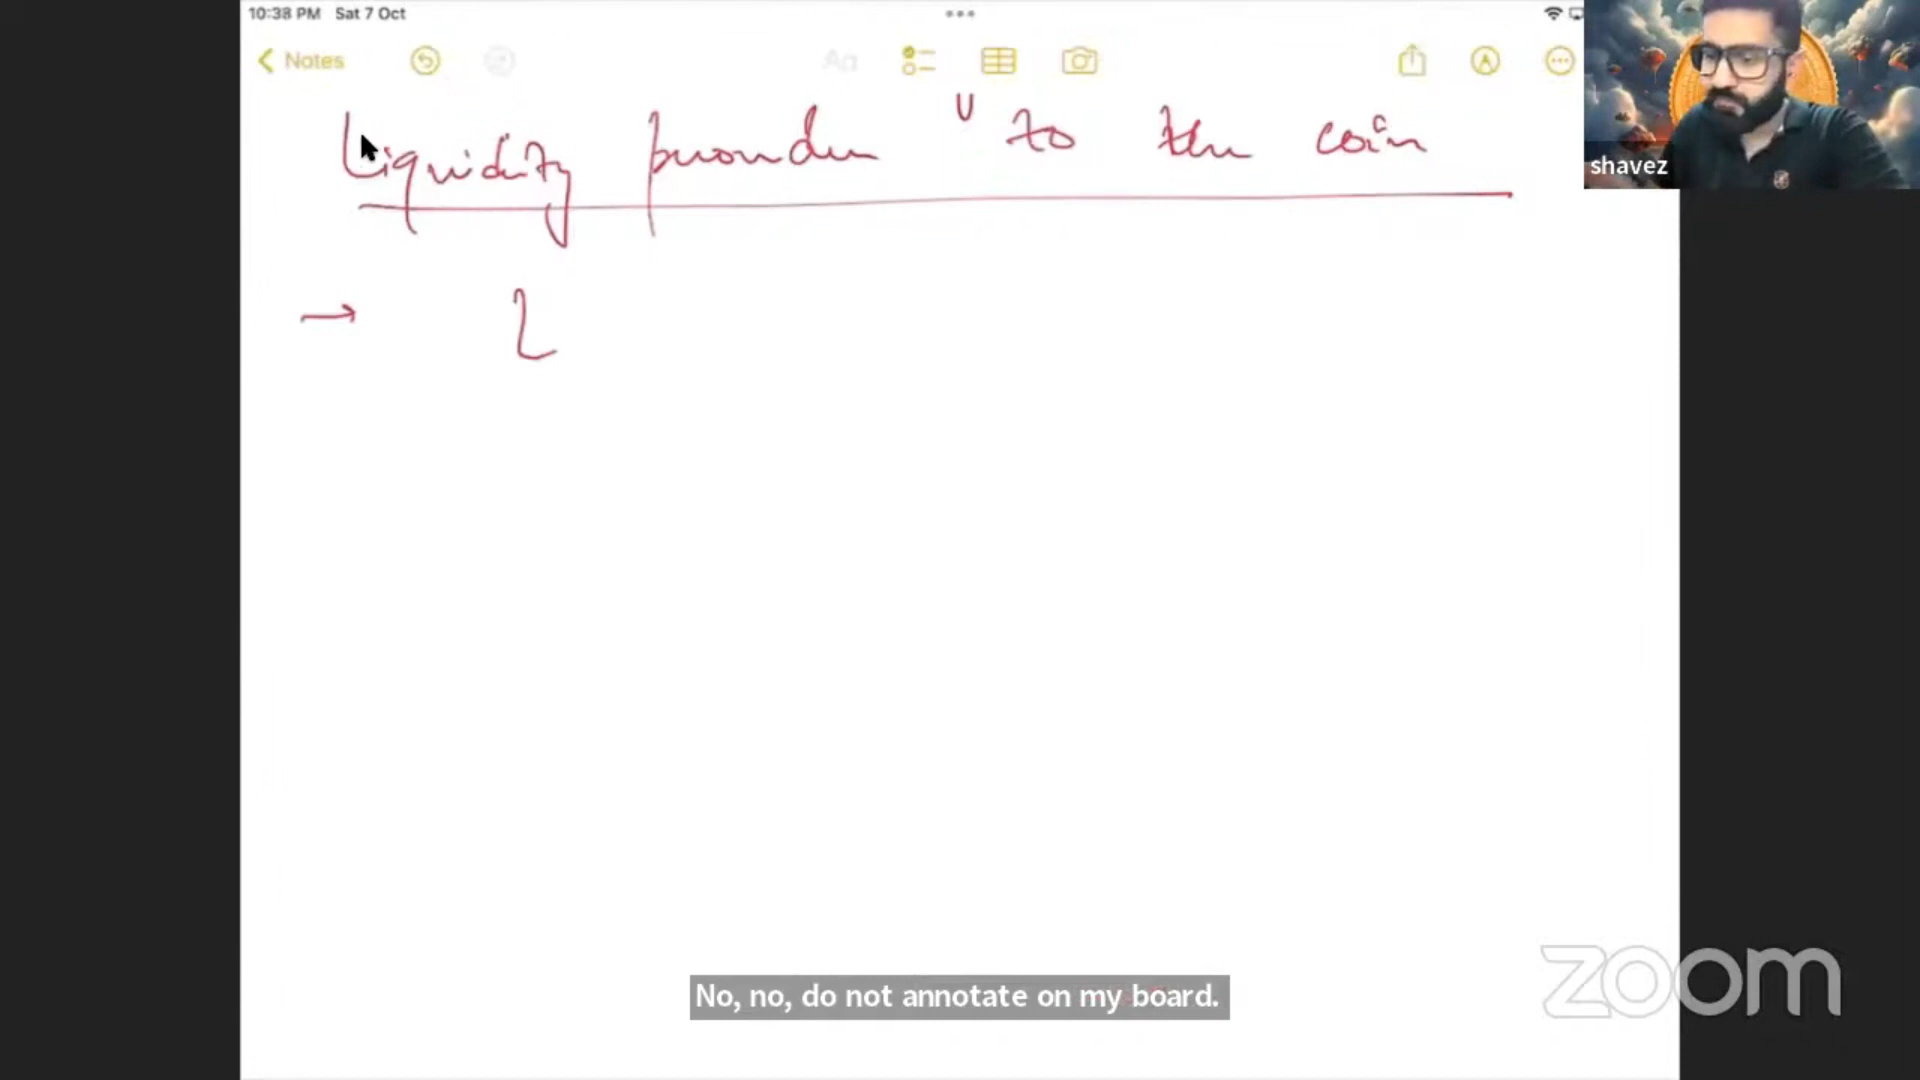 10:38 PM Sat 7 Oct
Notes
Aa
Liquidity provider to the coin
shavez
→ L
No, no, do not annotate on my board.
zoom